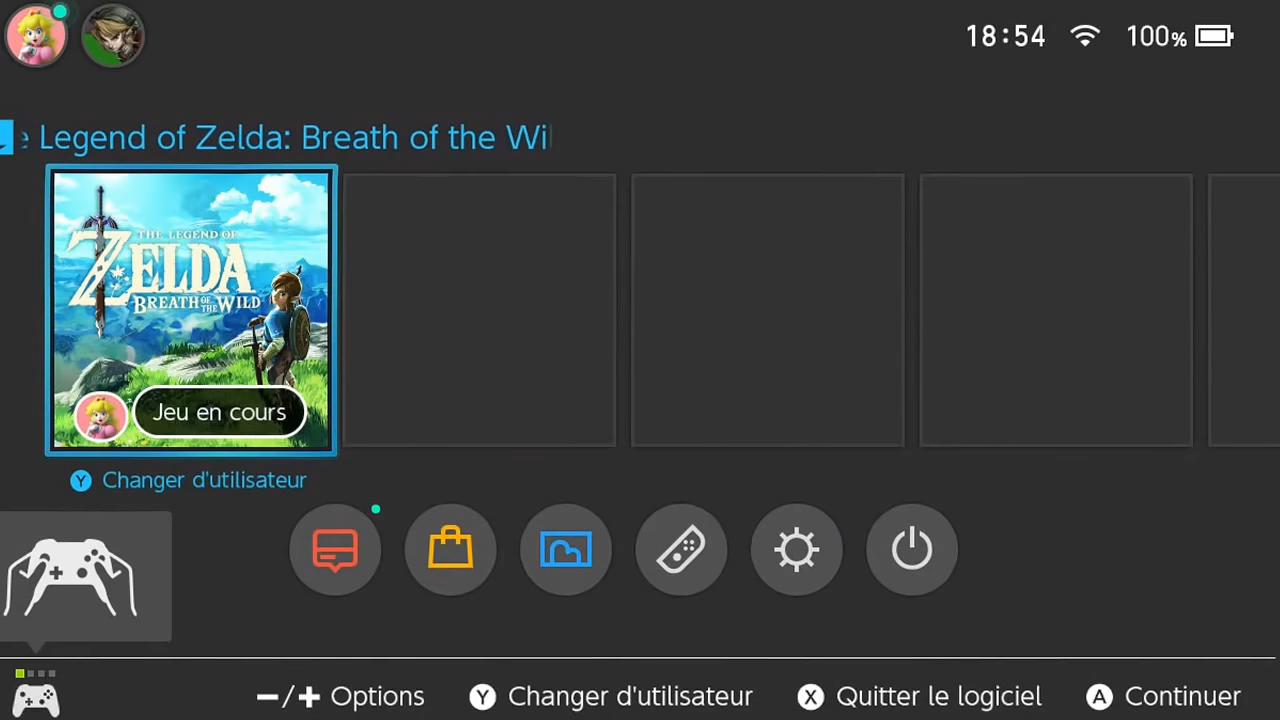 18:54 100%
e Legend of Zelda: Breath of the Wil
THE LEGEND OF
ZELDA
BREATH OF THE WILD
Jeu en cours
Y Changer d'utilisateur
−/+ Options Y Changer d'utilisateur X Quitter le logiciel A Continuer